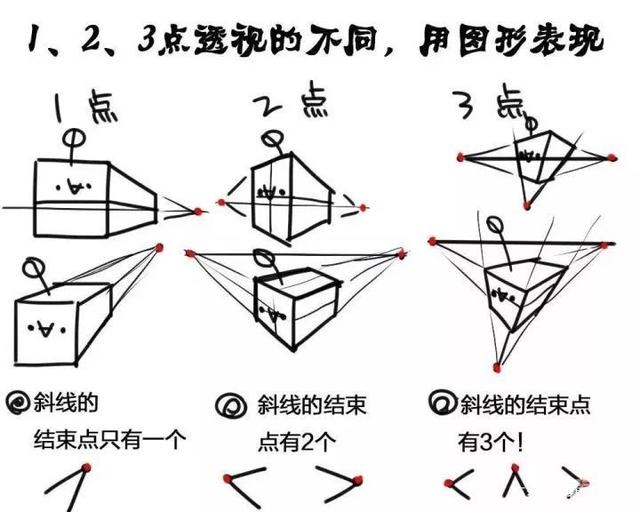 1、2、3点透视的不同，用图形表现
1点
2点
3点
斜线的
结束点只有一个
斜线的结束
点有2个
斜线的结束点
有3个！